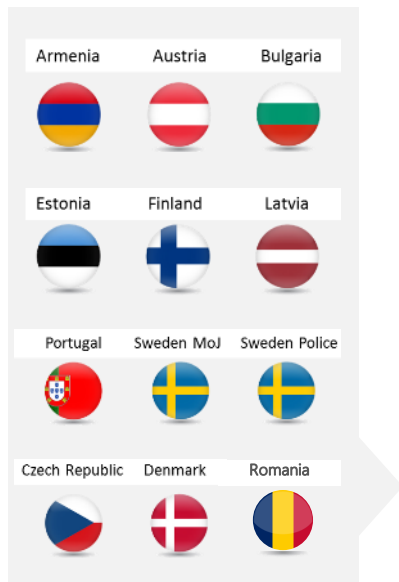 Armenia Austria Bulgaria
Estonia Finland Latvia
Portugal Sweden MoJ Sweden Police
Czech Republic Denmark Romania